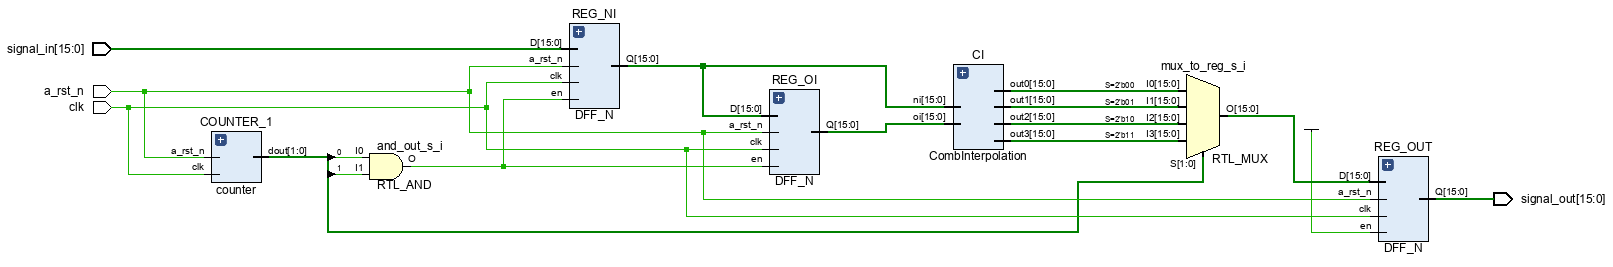 signal_in[15:0]
a_rst_n
clk
COUNTER_1
a_rst_n
clk
dout[1:0]
counter
0
1
I0
I1
and_out_s_i
O
RTL_AND
REG_NI
D[15:0]
a_rst_n
clk
en
Q[15:0]
DFF_N
REG_OI
D[15:0]
a_rst_n
clk
en
Q[15:0]
DFF_N
CI
ni[15:0]
oi[15:0]
out0[15:0]
out1[15:0]
out2[15:0]
out3[15:0]
CombInterpolation
mux_to_reg_s_i
S=2'b00 I0[15:0]
S=2'b01 I1[15:0]
S=2'b10 I2[15:0]
S=2'b11 I3[15:0]
O[15:0]
S[1:0]
RTL_MUX
REG_OUT
D[15:0]
a_rst_n
clk
en
Q[15:0]
DFF_N
signal_out[15:0]